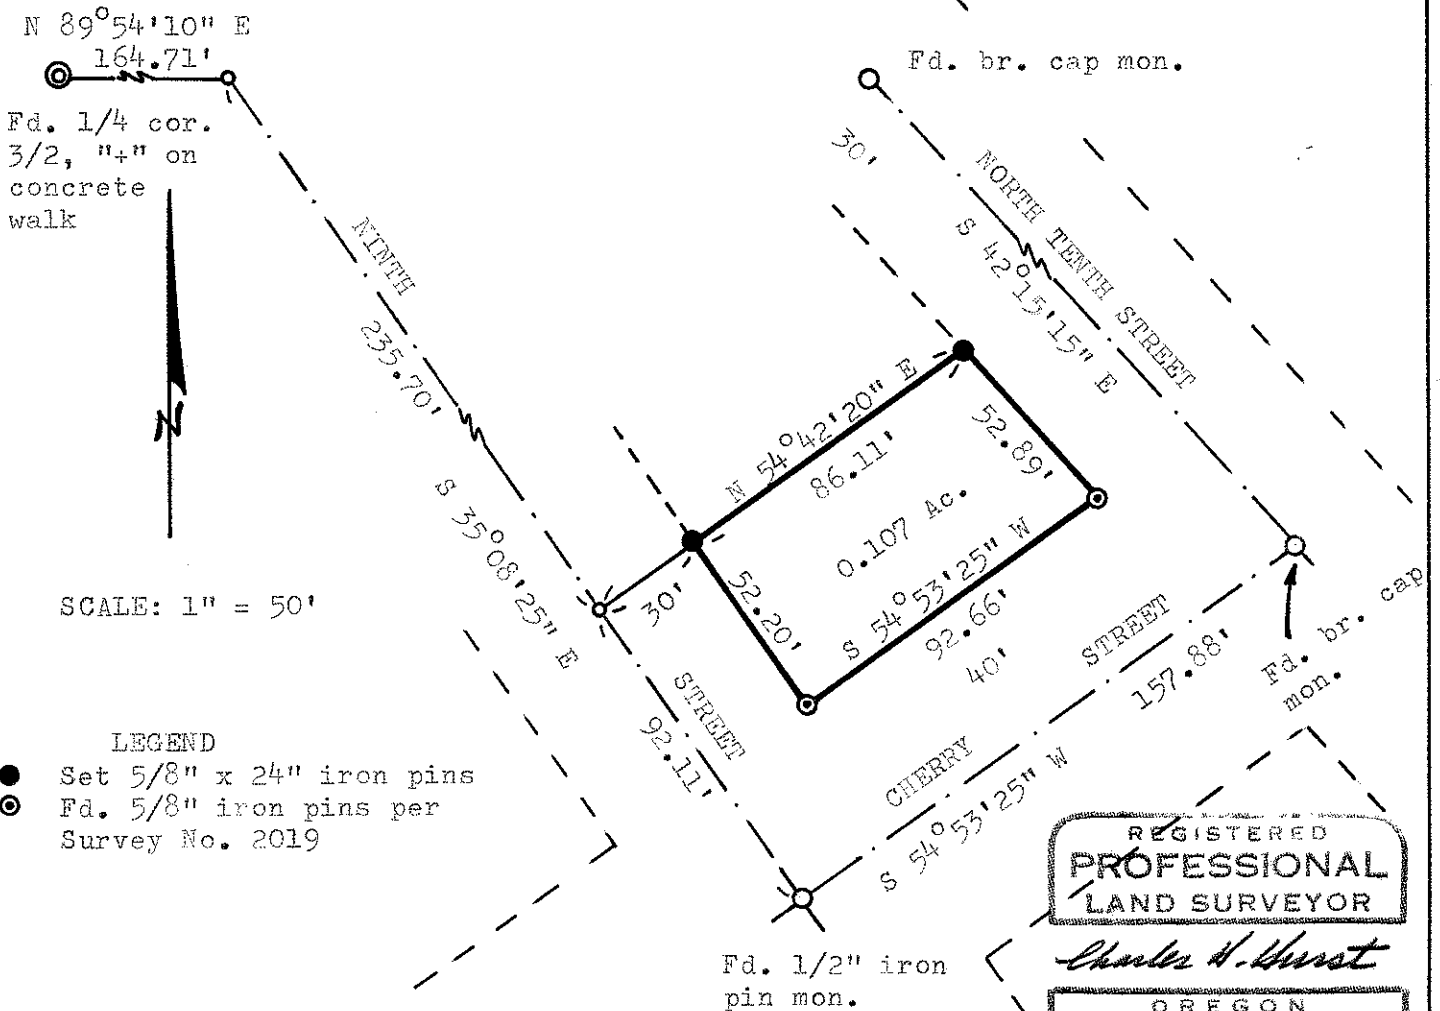 N 89°54'10" E
164.71'
Fd. 1/4 cor.
3/2, "+" on
concrete
walk
N
SCALE: 1" = 50'
LEGEND
Set 5/8" x 24" iron pins
Fd. 5/8" iron pins per
Survey No. 2019
NINTH
235.70'
S 35°08'25" E
STREET
92.11'
30'
Fd. br. cap mon.
30'
NORTH TENTH STREET
S 42°15'15" E
N 54°42'20" E
86.11'
52.89'
0.107 Ac.
52.20'
S 54°53'25" W
92.66'
40'
CHERRY STREET
157.88'
S 54°53'25" W
Fd. br. cap
mon.
Fd. 1/2" iron
pin mon.
REGISTERED
PROFESSIONAL
LAND SURVEYOR
Charles W. Hurst
OREGON